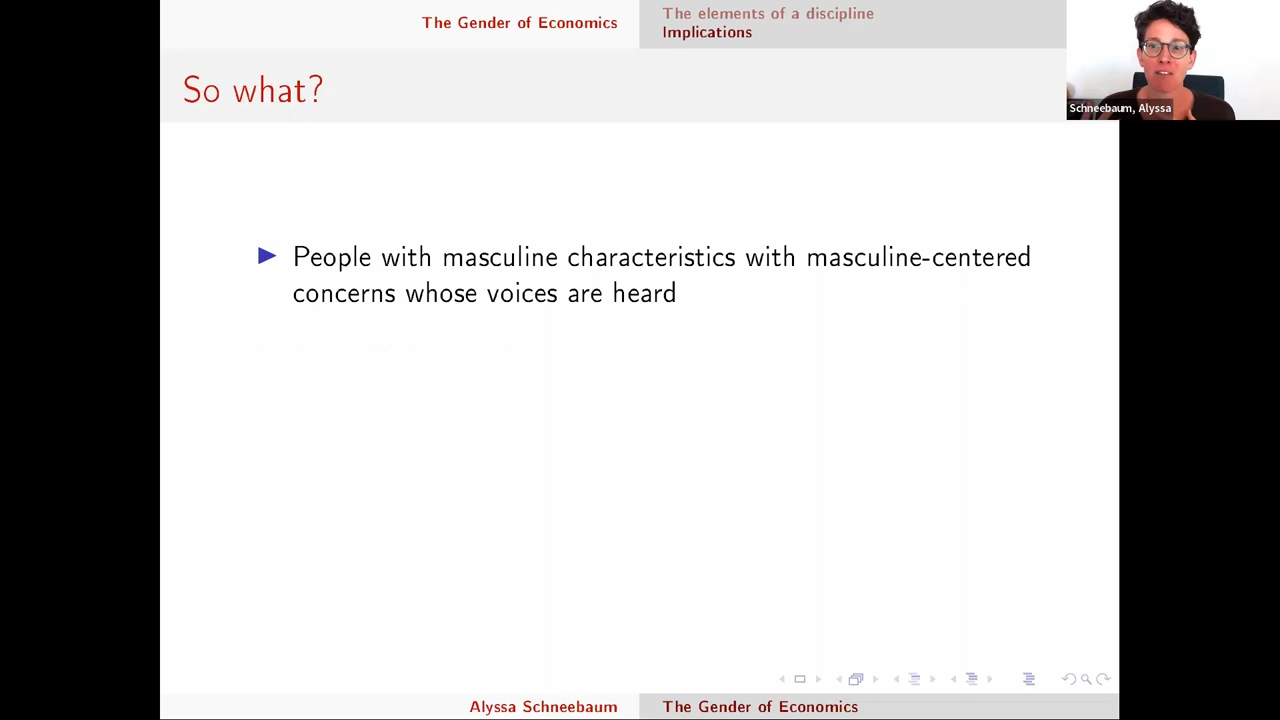 The Gender of Economics
The elements of a discipline
Implications
So what?
Schneebaum, Alyssa
People with masculine characteristics with masculine-centered
concerns whose voices are heard
Alyssa Schneebaum
The Gender of Economics